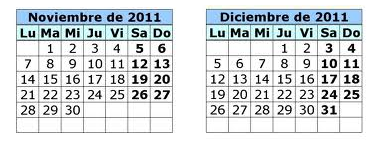 Noviembre de 2011
Lu Ma Mi Ju Vi Sa Do
1 2 3 4 5 6
7 8 9 10 11 12 13
14 15 16 17 18 19 20
21 22 23 24 25 26 27
28 29 30
Diciembre de 2011
Lu Ma Mi Ju Vi Sa Do
1 2 3 4
5 6 7 8 9 10 11
12 13 14 15 16 17 18
19 20 21 22 23 24 25
26 27 28 29 30 31